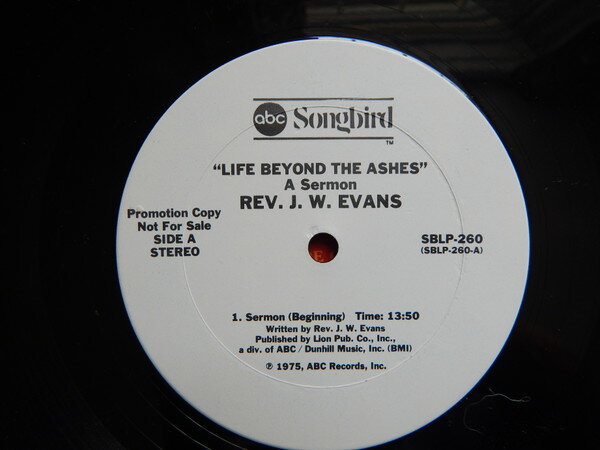 abc Songbird
TM
"LIFE BEYOND THE ASHES"
A Sermon
REV. J. W. EVANS
Promotion Copy
Not For Sale
SIDE A
STEREO
SBLP-260
(SBLP-260-A)
1. Sermon (Beginning) Time: 13:50
Written by Rev. J. W. Evans
Published by Lion Pub. Co., Inc.,
a div. of ABC / Dunhill Music, Inc. (BMI)
℗ 1975, ABC Records, Inc.